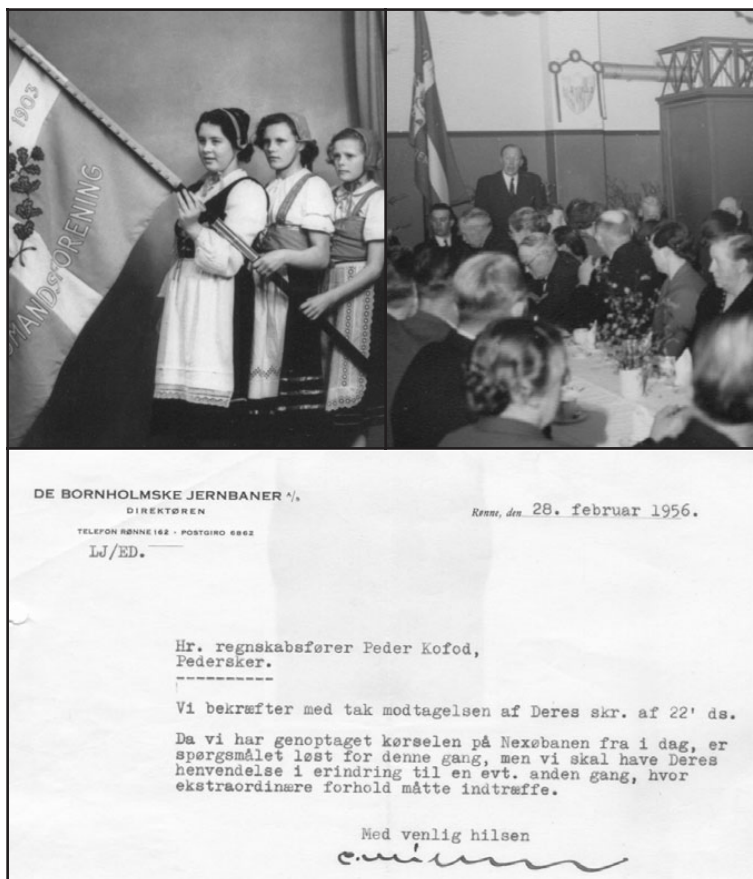 1903
MANDSFORENING
DE BORNHOLMSKE JERNBANER A/S
DIREKTØREN
TELEFON RØNNE 162 · POSTGIRO 6862
LJ/ED.
Rønne, den 28. februar 1956.
Hr. regnskabsfører Peder Kofod,
Pedersker.
Vi bekræfter med tak modtagelsen af Deres skr. af 22' ds.
Da vi har genoptaget kørselen på Nexøbanen fra i dag, er
spørgsmålet løst for denne gang, men vi skal have Deres
henvendelse i erindring til en evt. anden gang, hvor
ekstraordinære forhold måtte indtræffe.
Med venlig hilsen